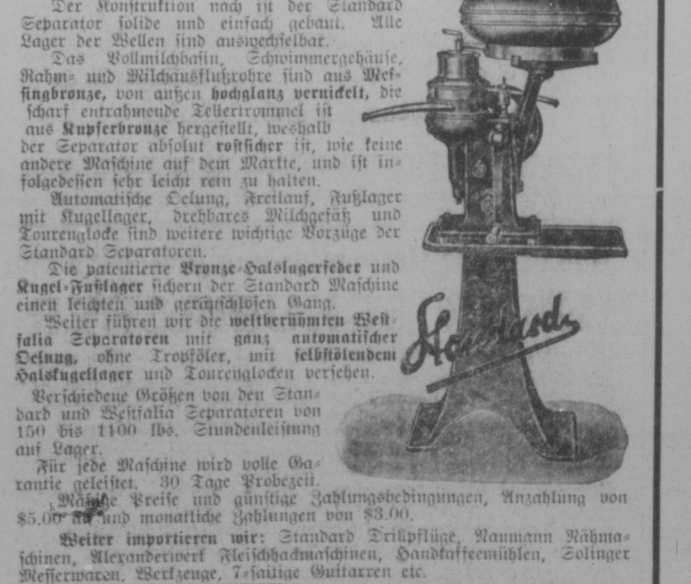 Der Konstruktion nach ist der Standard
Separator solide und einfach gebaut. Alle
Lager der Wellen sind auswechselbar.
Das Vollmilchbasin, Schwimmergehäuse,
Rahm- und Milchausflußrohre sind aus Mes-
singbronze, von außen hochglanz vernickelt, die
scharf entrahmende Tellertrommel ist
aus Kupferbronze hergestellt, weshalb
der Separator absolut rostsicher ist, wie keine
andere Maschine auf dem Markte, und ist in-
folgedessen sehr leicht rein zu halten.
Automatische Oelung, Freilauf, Fußlager
mit Kugellager, drehbares Milchgefäß und
Tourenglocke sind weitere wichtige Vorzüge der
Standard Separatoren.
Die patentierte Bronze-Halslagerfeder und
Kugel-Fußlager sichern der Standard Maschine
einen leichten und geräuschlosen Gang.
Weiter führen wir die weltberühmten West-
falia Separatoren mit ganz automatischer
Oelung, ohne Tropföler, mit selbstölendem
Halskugellager und Tourenglocken versehen.
Verschiedene Größen von den Stan-
dard und Westfalia Separatoren von
150 bis 1100 lbs. Stundenleistung
auf Lager.
Für jede Maschine wird volle Ga-
rantie geleistet. 30 Tage Probezeit.
Standard
Mäßige Preise und günstige Zahlungsbedingungen, Anzahlung von
$5.00 an und monatliche Zahlungen von $3.00.
Weiter importieren wir: Standard Drillpflüge, Naumann Nähma-
schinen, Alexanderwerk Fleischhackmaschinen, Handkaffeemühlen, Solinger
Messerwaren, Werkzeuge, 7-saitige Guitarren etc.